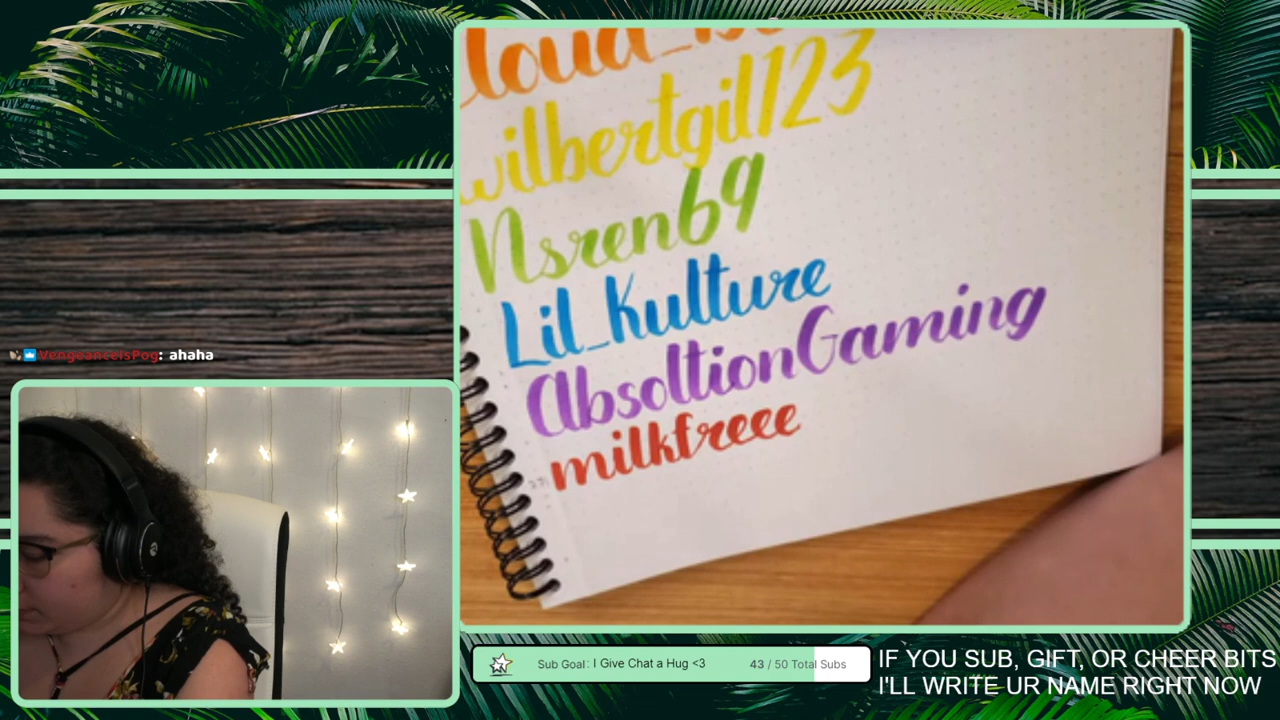 wilbertgil123
Nsren69
Lil_Kulture
AbsoltionGaming
milkfreee
VengeanceIsPog: ahaha
Sub Goal: I Give Chat a Hug <3 43 / 50 Total Subs
IF YOU SUB, GIFT, OR CHEER BITS
I'LL WRITE UR NAME RIGHT NOW